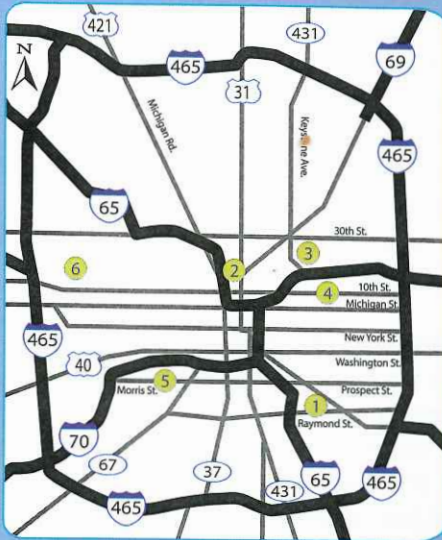 421
431
N
465
69
31
Michigan Rd.
Keystone Ave.
465
65
30th St.
3
6
2
10th St.
4
Michigan St.
New York St.
465
40
Washington St.
5
Prospect St.
Morris St.
1
Raymond St.
70
67
37
65
465
465
431